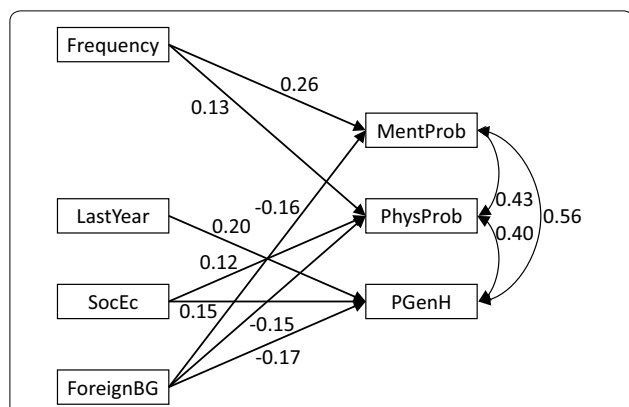 Frequency
0.26
0.13
MentProb
-0.16
0.43
LastYear
0.20
PhysProb
0.56
0.40
0.12
SocEc
0.15
PGenH
-0.15
-0.17
ForeignBG